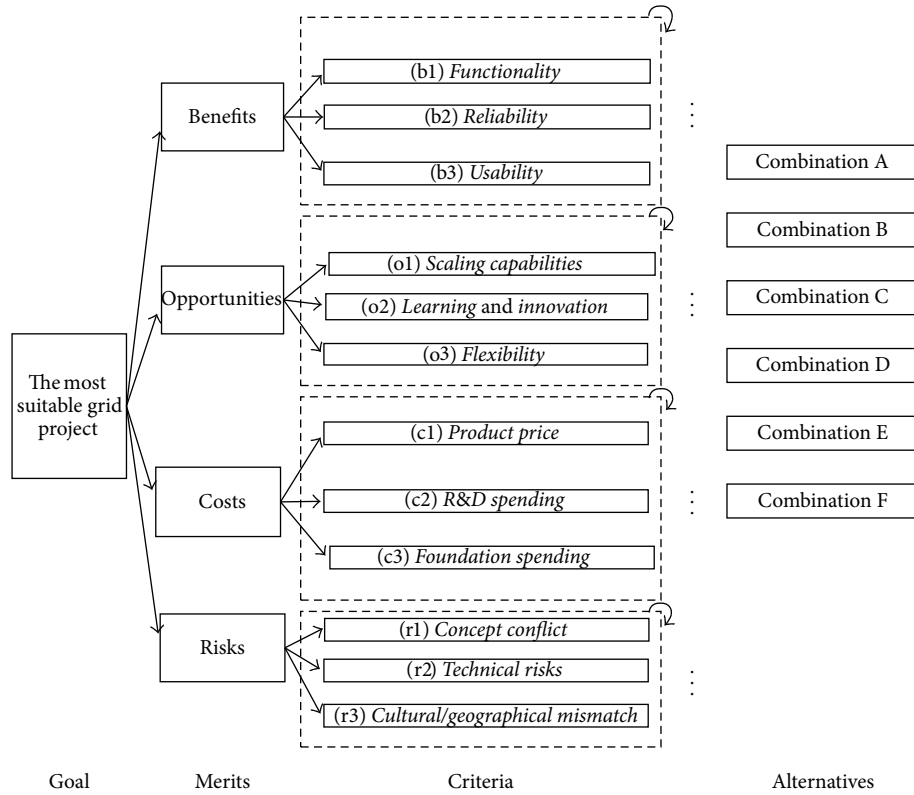 The most
suitable grid
project
Benefits
Opportunities
Costs
Risks
(b1) Functionality
(b2) Reliability
(b3) Usability
(o1) Scaling capabilities
(o2) Learning and innovation
(o3) Flexibility
(c1) Product price
(c2) R&D spending
(c3) Foundation spending
(r1) Concept conflict
(r2) Technical risks
(r3) Cultural/geographical mismatch
Combination A
Combination B
Combination C
Combination D
Combination E
Combination F
Goal
Merits
Criteria
Alternatives